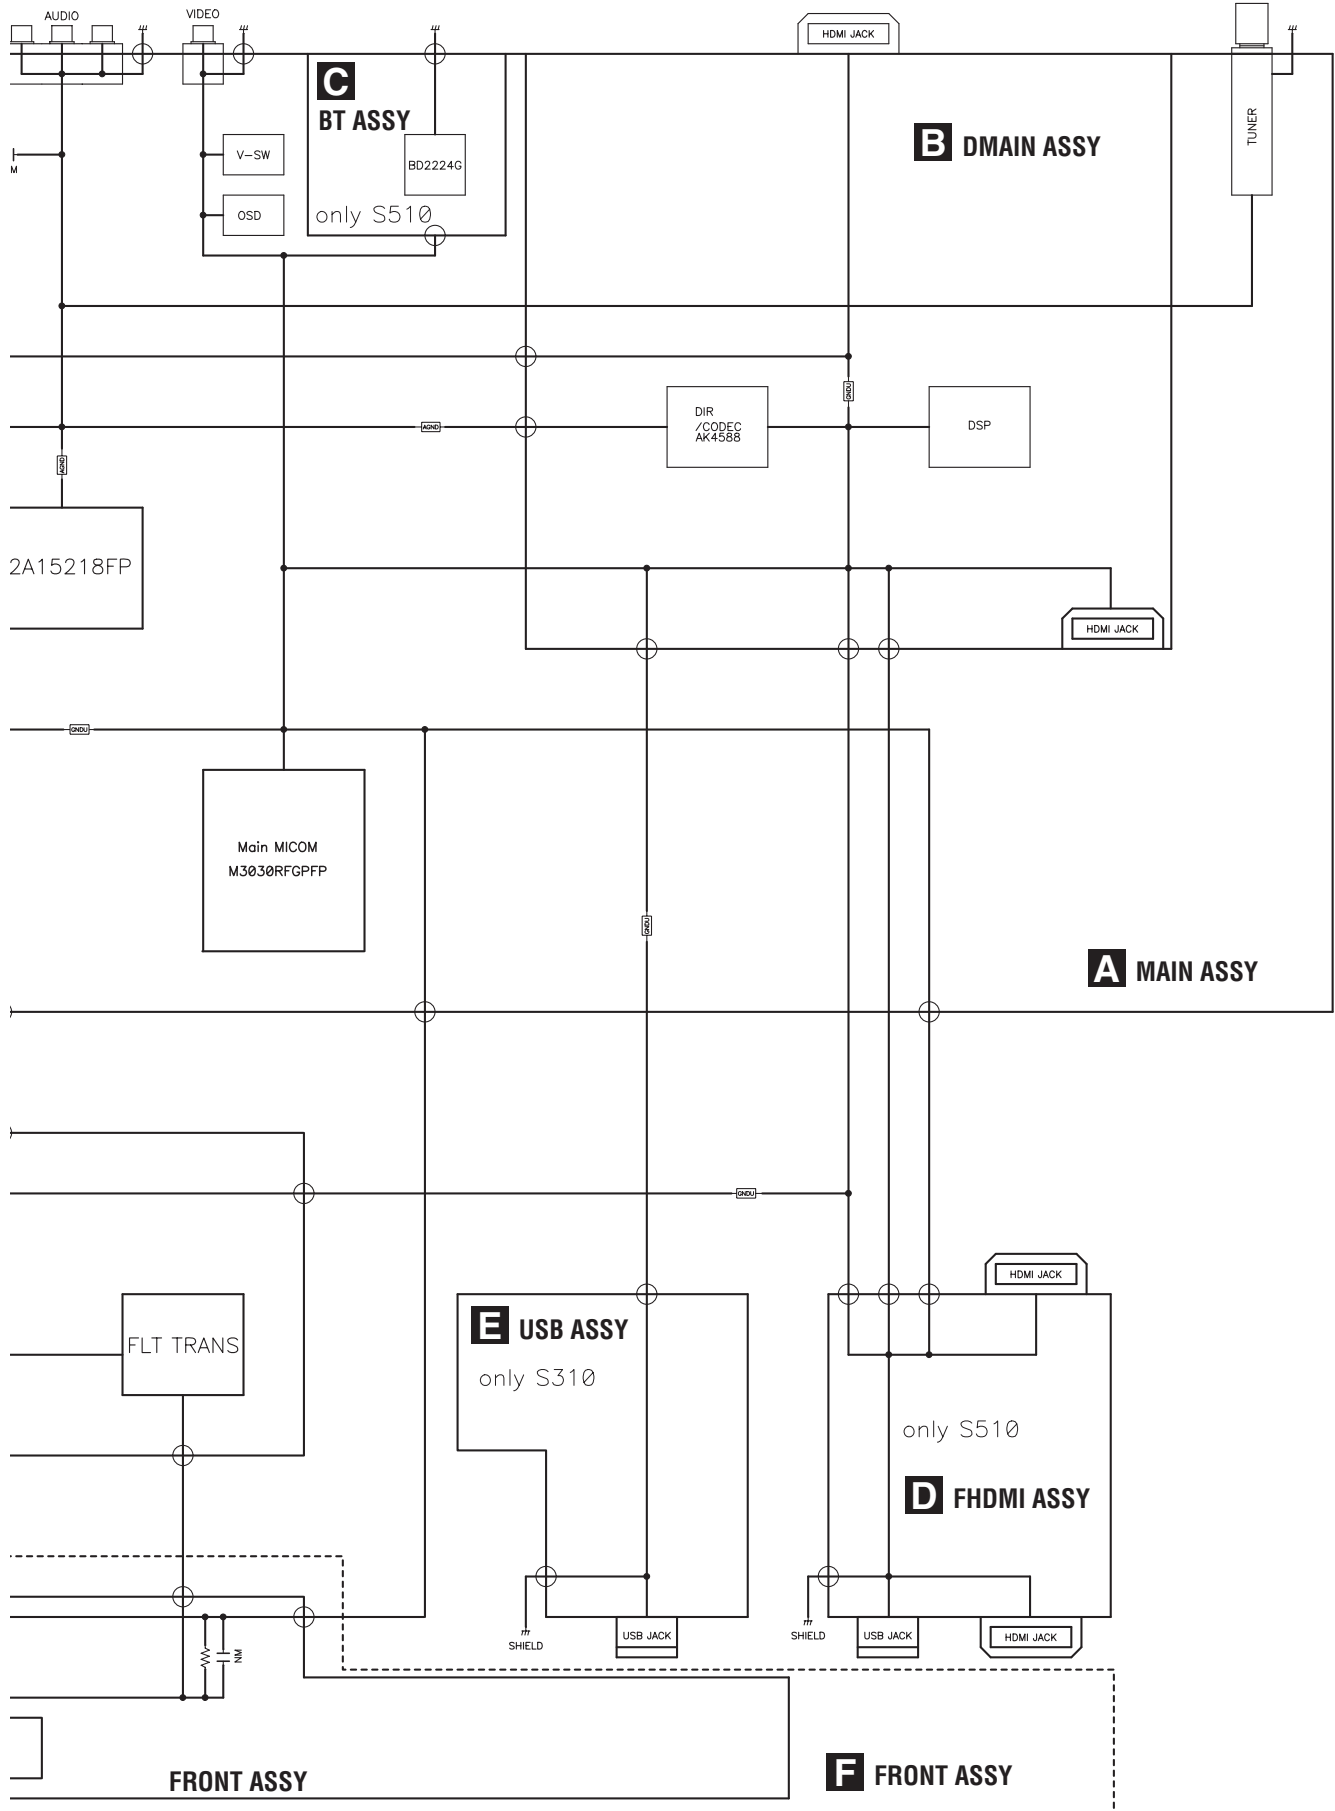 AUDIO
VIDEO
HDMI JACK
C
BT ASSY
B DMAIN ASSY
TUNER
M
V-SW
BD2224G
OSD
only S510
GNDU
DIR
/CODEC
AK4588
DSP
AGND
AGND
2A15218FP
HDMI JACK
GNDU
Main MICOM
M3030RFGPFP
GNDU
A MAIN ASSY
GNDU
HDMI JACK
E USB ASSY
FLT TRANS
only S310
only S510
D FHDMI ASSY
SHIELD
USB JACK
SHIELD
USB JACK
HDMI JACK
NM
FRONT ASSY
F FRONT ASSY